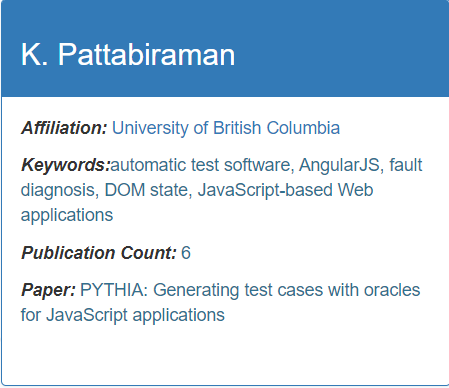 K. Pattabiraman
Affiliation: University of British Columbia
Keywords:automatic test software, AngularJS, fault
diagnosis, DOM state, JavaScript-based Web
applications
Publication Count: 6
Paper: PYTHIA: Generating test cases with oracles
for JavaScript applications